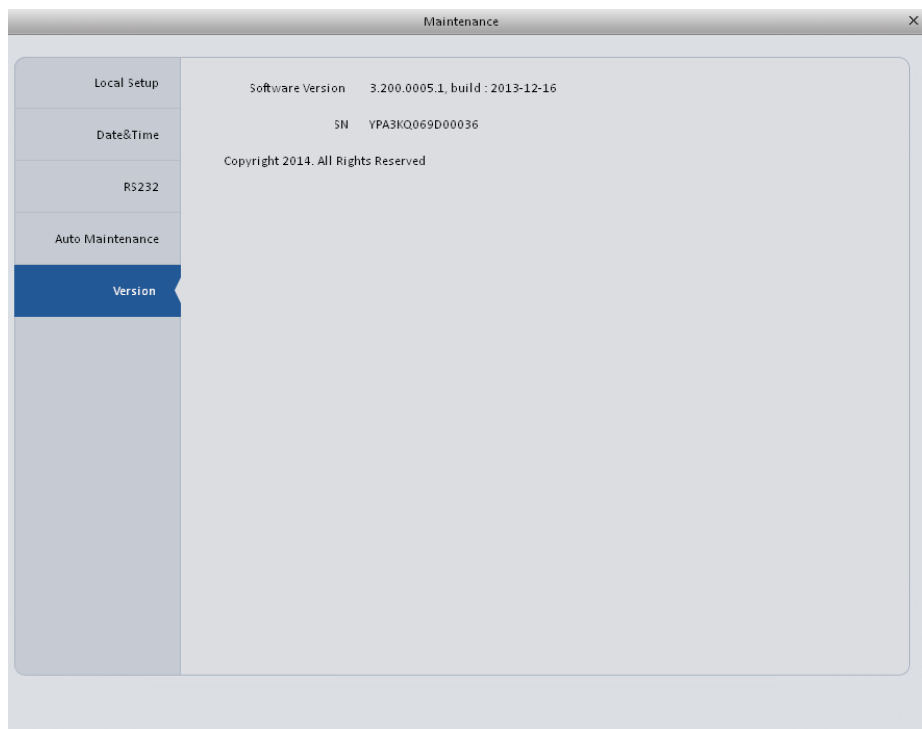 Maintenance
Local Setup
Date&Time
RS232
Auto Maintenance
Version
Software Version 3.200.0005.1, build : 2013-12-16
SN YPA3KQ069D00036
Copyright 2014. All Rights Reserved